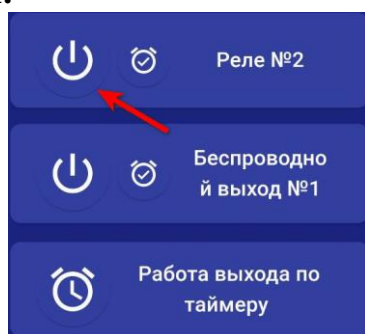 Реле №2
Беспроводно
й выход №1
Работа выхода по
таймеру